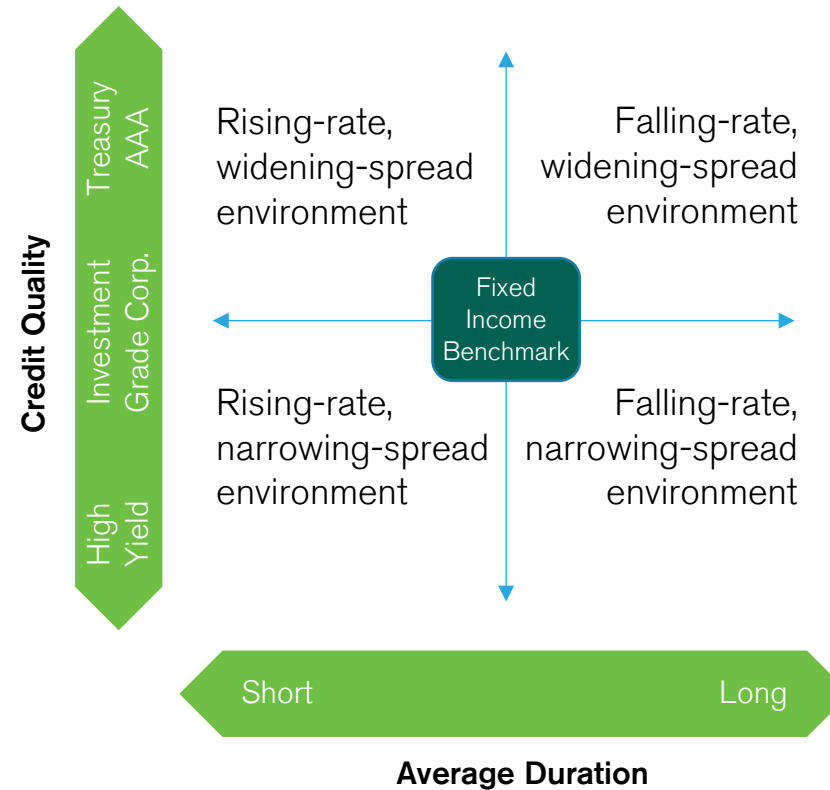 Credit Quality
Treasury
AAA
Investment
Grade Corp.
High
Yield
Rising-rate,
widening-spread
environment
Falling-rate,
widening-spread
environment
Fixed
Income
Benchmark
Rising-rate,
narrowing-spread
environment
Falling-rate,
narrowing-spread
environment
Short
Long
Average Duration